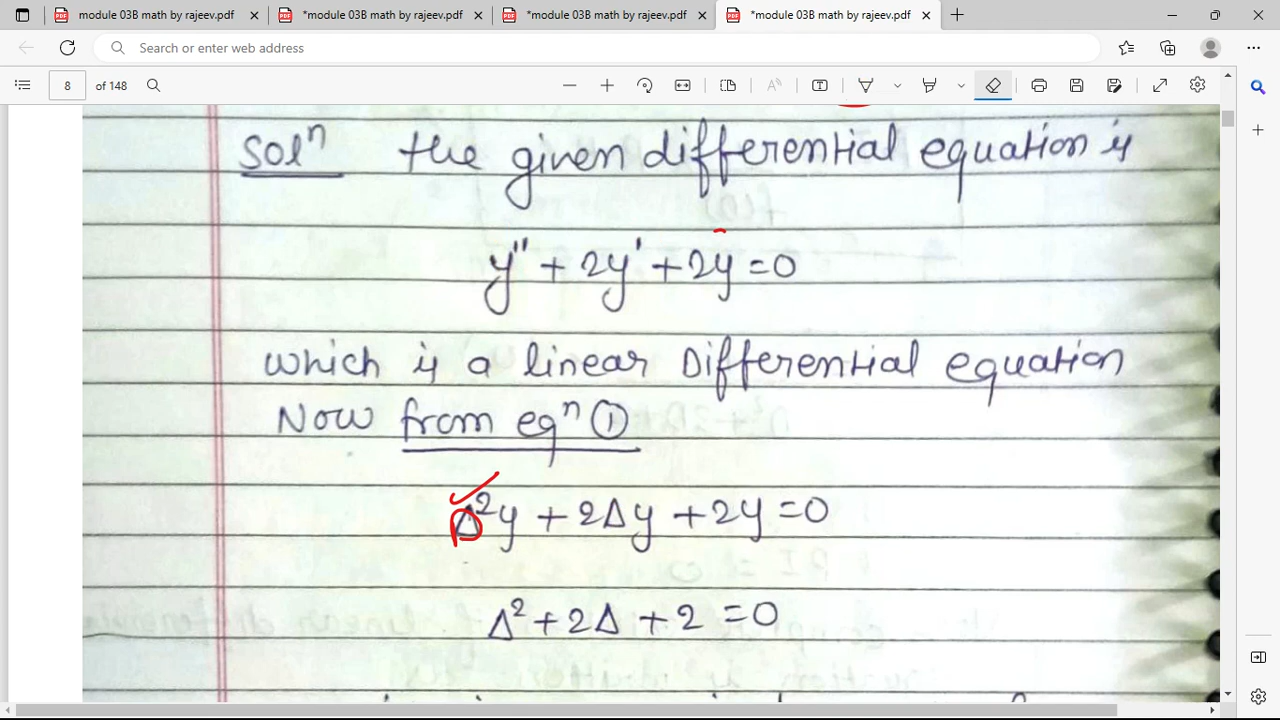 module 03B math by rajeev.pdf *module 03B math by rajeev.pdf *module 03B math by rajeev.pdf *module 03B math by rajeev.pdf
Search or enter web address
8 of 148
Solⁿ the given differential equation is
y'' + 2y' + 2y = 0
which is a linear Differential equation
Now from eqⁿ ①
Δ²y + 2Δy + 2y = 0
Δ² + 2Δ + 2 = 0